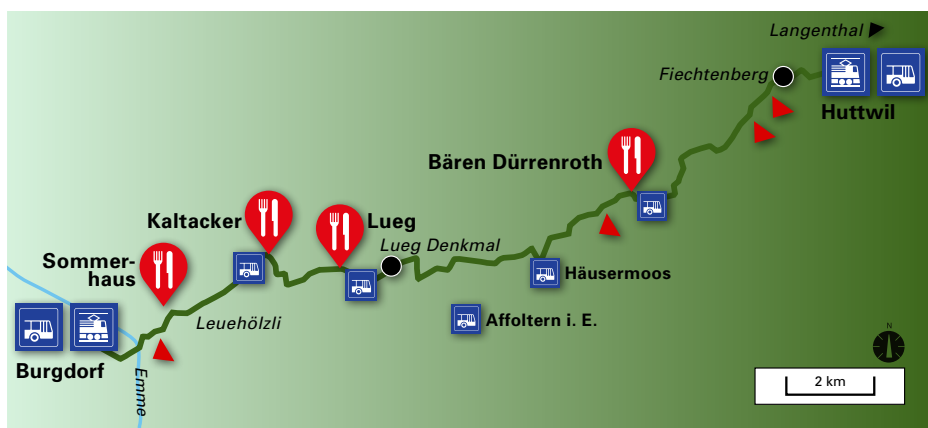 Langenthal
Fiechtenberg
Huttwil
Bären Dürrenroth
Kaltacker
Lueg
Lueg Denkmal
Sommer-
haus
Häusermoos
Leuehölzli
Affoltern i. E.
Burgdorf
Emme
N
2 km